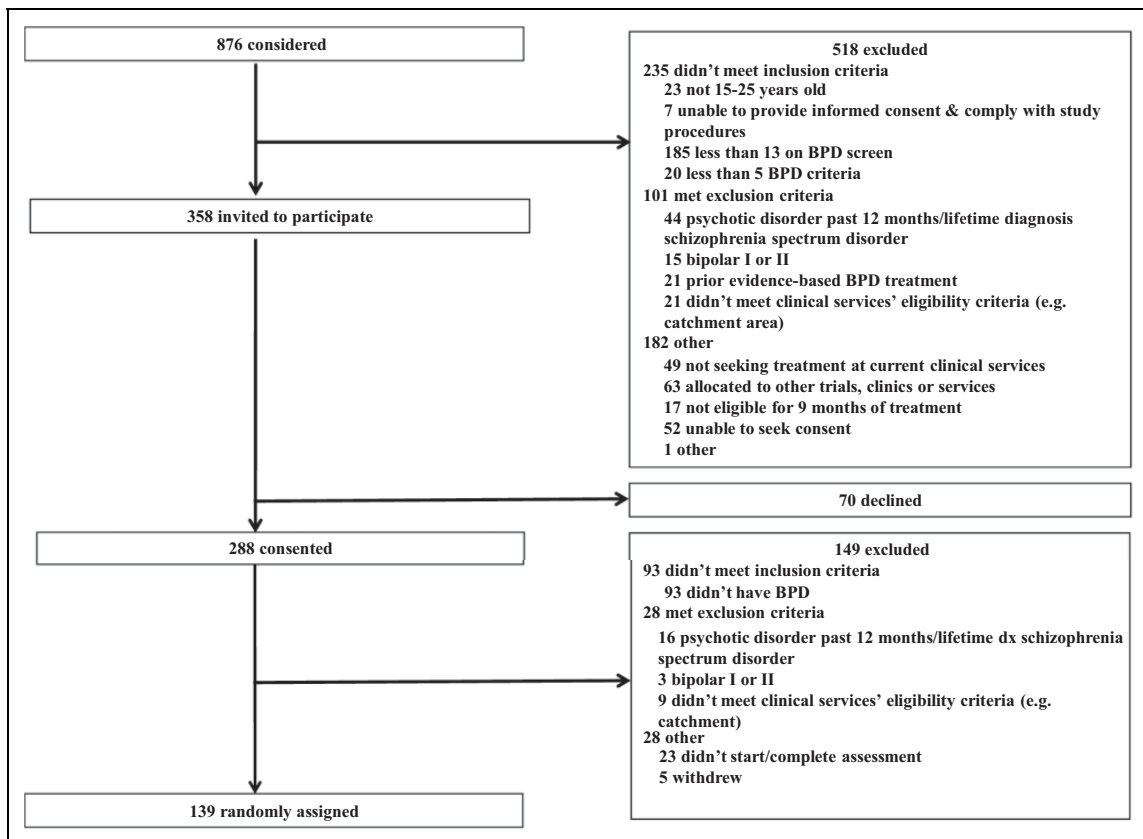 876 considered
518 excluded
235 didn't meet inclusion criteria
23 not 15-25 years old
7 unable to provide informed consent & comply with study
procedures
185 less than 13 on BPD screen
20 less than 5 BPD criteria
101 met exclusion criteria
44 psychotic disorder past 12 months/lifetime diagnosis
schizophrenia spectrum disorder
15 bipolar I or II
21 prior evidence-based BPD treatment
21 didn't meet clinical services' eligibility criteria (e.g.
catchment area)
182 other
49 not seeking treatment at current clinical services
63 allocated to other trials, clinics or services
17 not eligible for 9 months of treatment
52 unable to seek consent
1 other
358 invited to participate
70 declined
288 consented
149 excluded
93 didn't meet inclusion criteria
93 didn't have BPD
28 met exclusion criteria
16 psychotic disorder past 12 months/lifetime dx schizophrenia
spectrum disorder
3 bipolar I or II
9 didn't meet clinical services' eligibility criteria (e.g.
catchment)
28 other
23 didn't start/complete assessment
5 withdrew
139 randomly assigned